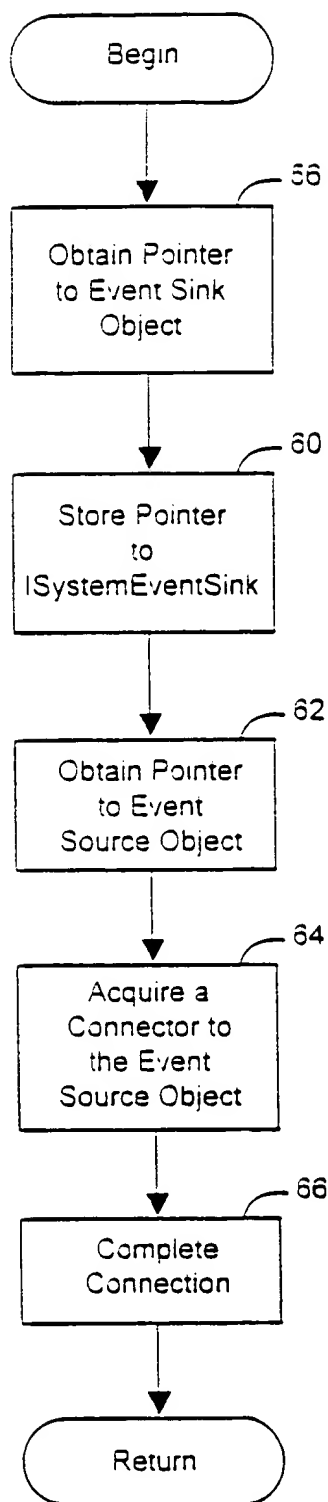 Begin
66
Obtain Pointer
to Event Sink
Object
60
Store Pointer
to
ISystemEventSink
62
Obtain Pointer
to Event
Source Object
64
Acquire a
Connector to
the Event
Source Object
66
Complete
Connection
Return